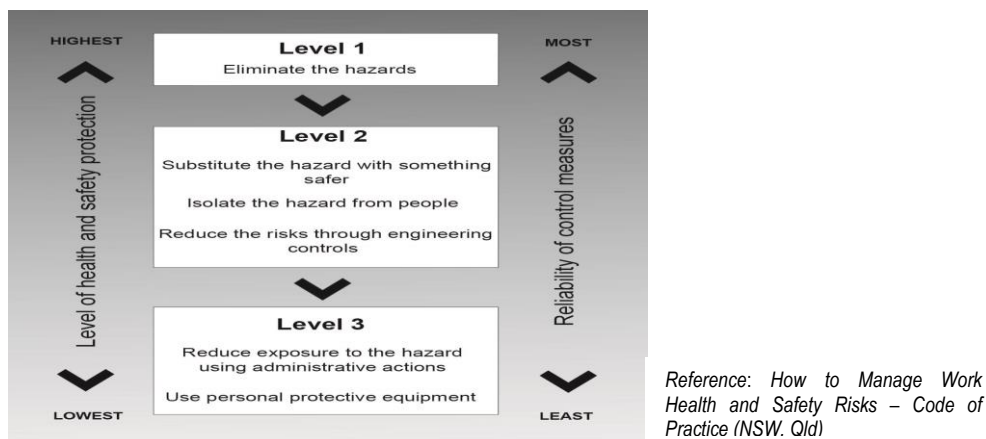 HIGHEST
MOST
Level 1
Eliminate the hazards
Level 2
Substitute the hazard with something
safer
Isolate the hazard from people
Reduce the risks through engineering
controls
Level 3
Reduce exposure to the hazard
using administrative actions
Use personal protective equipment
Level of health and safety protection
Reliability of control measures
LOWEST
LEAST
Reference: How to Manage Work
Health and Safety Risks – Code of
Practice (NSW, Qld)